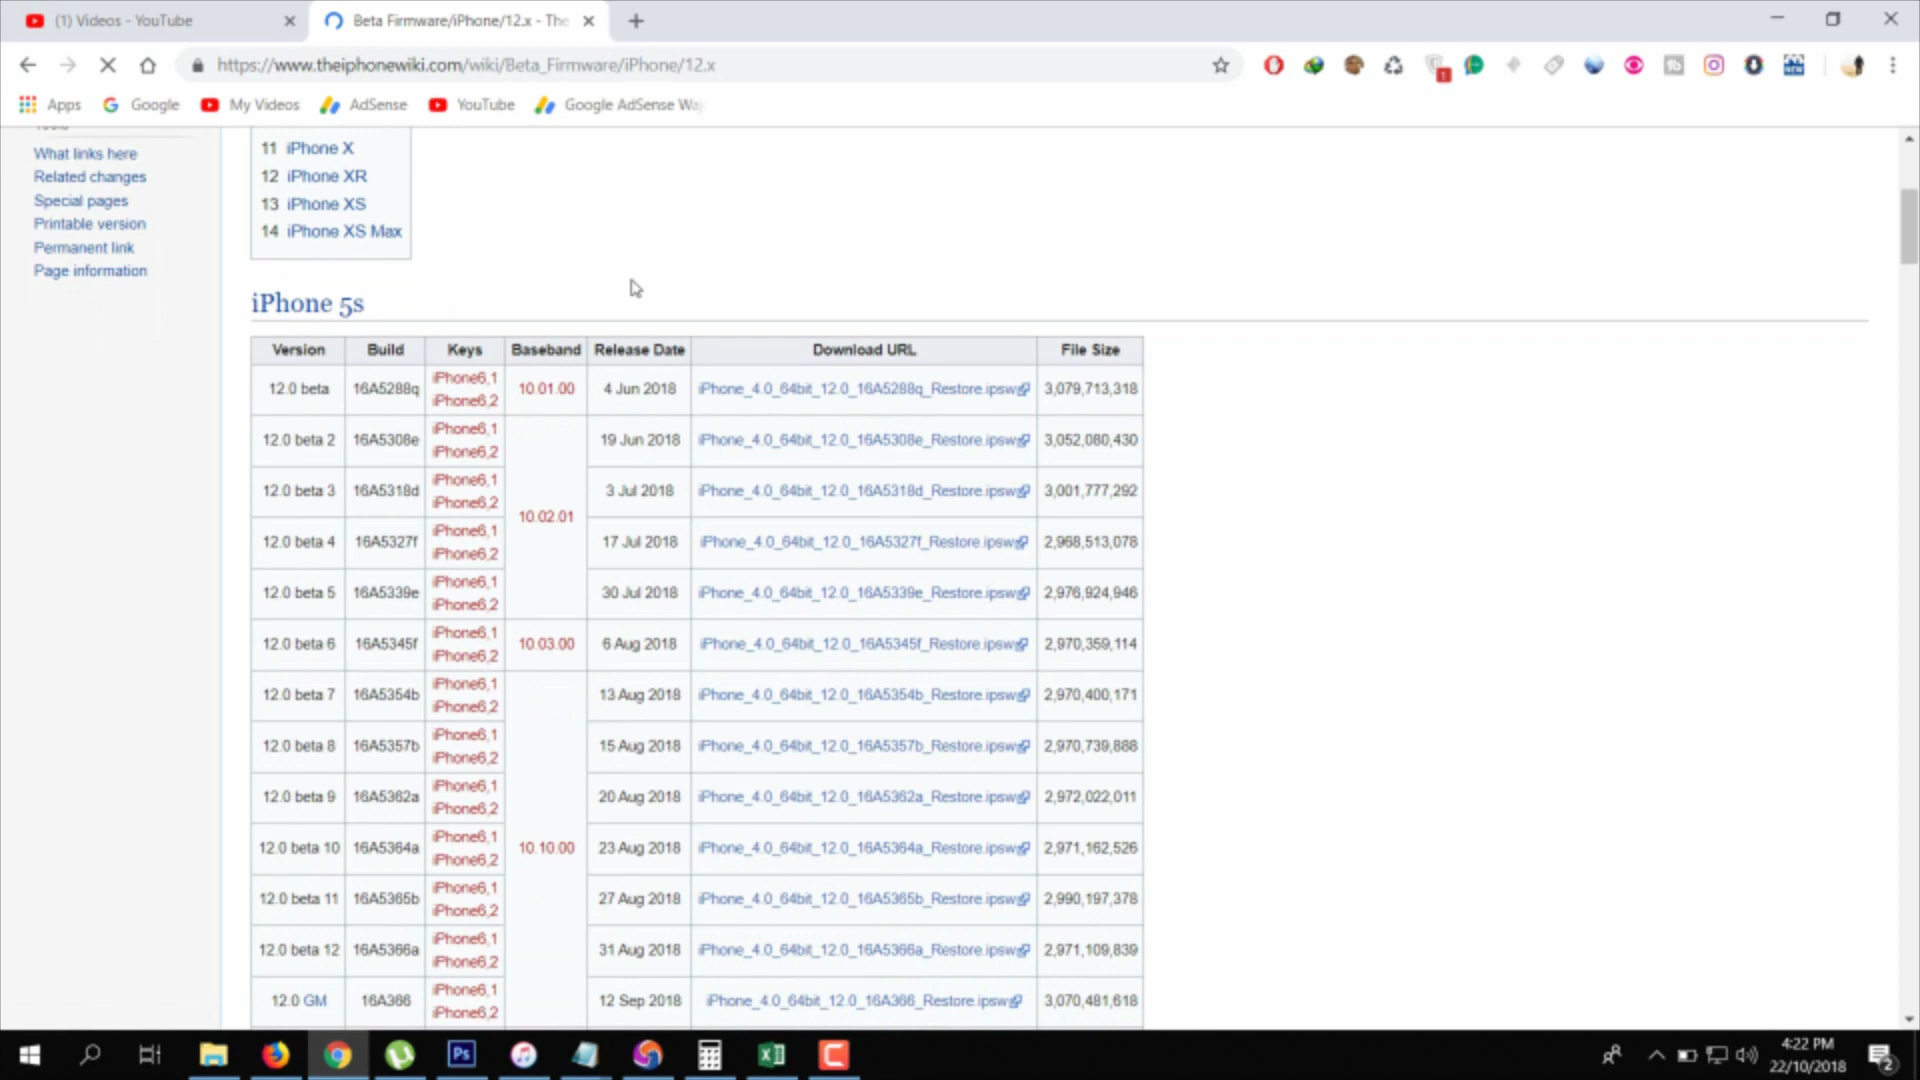 (1) Videos - YouTube
Beta Firmware/iPhone/12.x - The
https://www.theiphonewiki.com/wiki/Beta_Firmware/iPhone/12.x
Apps Google My Videos AdSense YouTube Google AdSense
What links here
Related changes
Special pages
Printable version
Permanent link
Page information
11 iPhone X
12 iPhone XR
13 iPhone XS
14 iPhone XS Max
iPhone 5s
Version Build Keys Baseband Release Date Download URL File Size
12.0 beta 16A5288q iPhone6,1 iPhone6,2 10.01.00 4 Jun 2018 iPhone_4.0_64bit_12.0_16A5288q_Restore.ipsw 3,079,713,318
12.0 beta 2 16A5308e iPhone6,1 iPhone6,2 19 Jun 2018 iPhone_4.0_64bit_12.0_16A5308e_Restore.ipsw 3,052,080,430
12.0 beta 3 16A5318d iPhone6,1 iPhone6,2 10.02.01 3 Jul 2018 iPhone_4.0_64bit_12.0_16A5318d_Restore.ipsw 3,001,777,292
12.0 beta 4 16A5327f iPhone6,1 iPhone6,2 17 Jul 2018 iPhone_4.0_64bit_12.0_16A5327f_Restore.ipsw 2,968,513,078
12.0 beta 5 16A5339e iPhone6,1 iPhone6,2 30 Jul 2018 iPhone_4.0_64bit_12.0_16A5339e_Restore.ipsw 2,976,924,946
12.0 beta 6 16A5345f iPhone6,1 iPhone6,2 10.03.00 6 Aug 2018 iPhone_4.0_64bit_12.0_16A5345f_Restore.ipsw 2,970,359,114
12.0 beta 7 16A5354b iPhone6,1 iPhone6,2 13 Aug 2018 iPhone_4.0_64bit_12.0_16A5354b_Restore.ipsw 2,970,400,171
12.0 beta 8 16A5357b iPhone6,1 iPhone6,2 15 Aug 2018 iPhone_4.0_64bit_12.0_16A5357b_Restore.ipsw 2,970,739,888
12.0 beta 9 16A5362a iPhone6,1 iPhone6,2 20 Aug 2018 iPhone_4.0_64bit_12.0_16A5362a_Restore.ipsw 2,972,022,011
12.0 beta 10 16A5364a iPhone6,1 iPhone6,2 10.10.00 23 Aug 2018 iPhone_4.0_64bit_12.0_16A5364a_Restore.ipsw 2,971,162,526
12.0 beta 11 16A5365b iPhone6,1 iPhone6,2 27 Aug 2018 iPhone_4.0_64bit_12.0_16A5365b_Restore.ipsw 2,990,197,378
12.0 beta 12 16A5366a iPhone6,1 iPhone6,2 31 Aug 2018 iPhone_4.0_64bit_12.0_16A5366a_Restore.ipsw 2,971,109,839
12.0 GM 16A366 iPhone6,1 iPhone6,2 12 Sep 2018 iPhone_4.0_64bit_12.0_16A366_Restore.ipsw 3,070,481,618
Ps
4:22 PM
22/10/2018
2